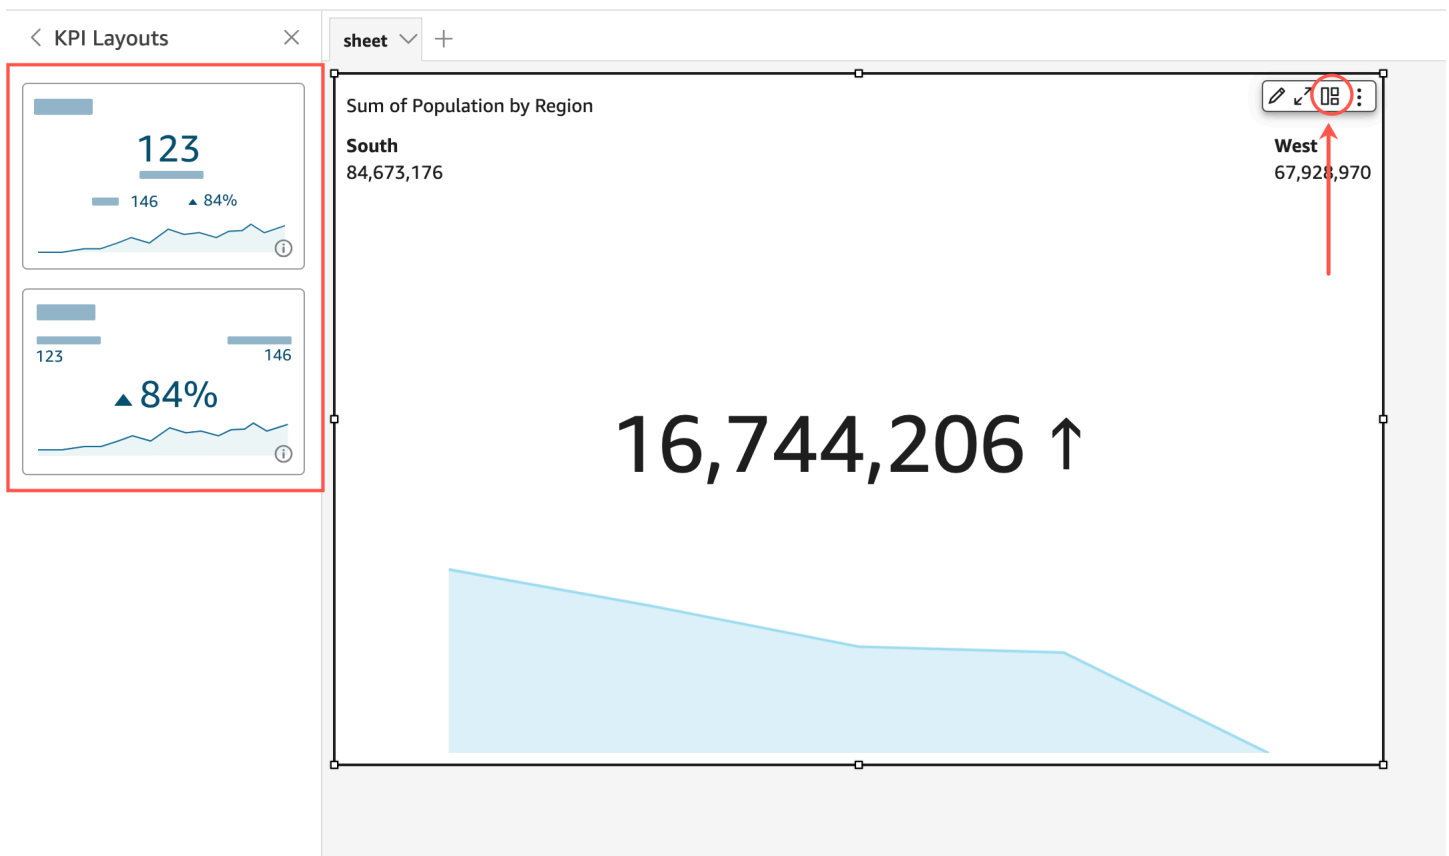 KPI Layouts
123
146 ▲ 84%
123 146
▲ 84%
sheet
Sum of Population by Region
South West
84,673,176 67,928,970
16,744,206 ↑